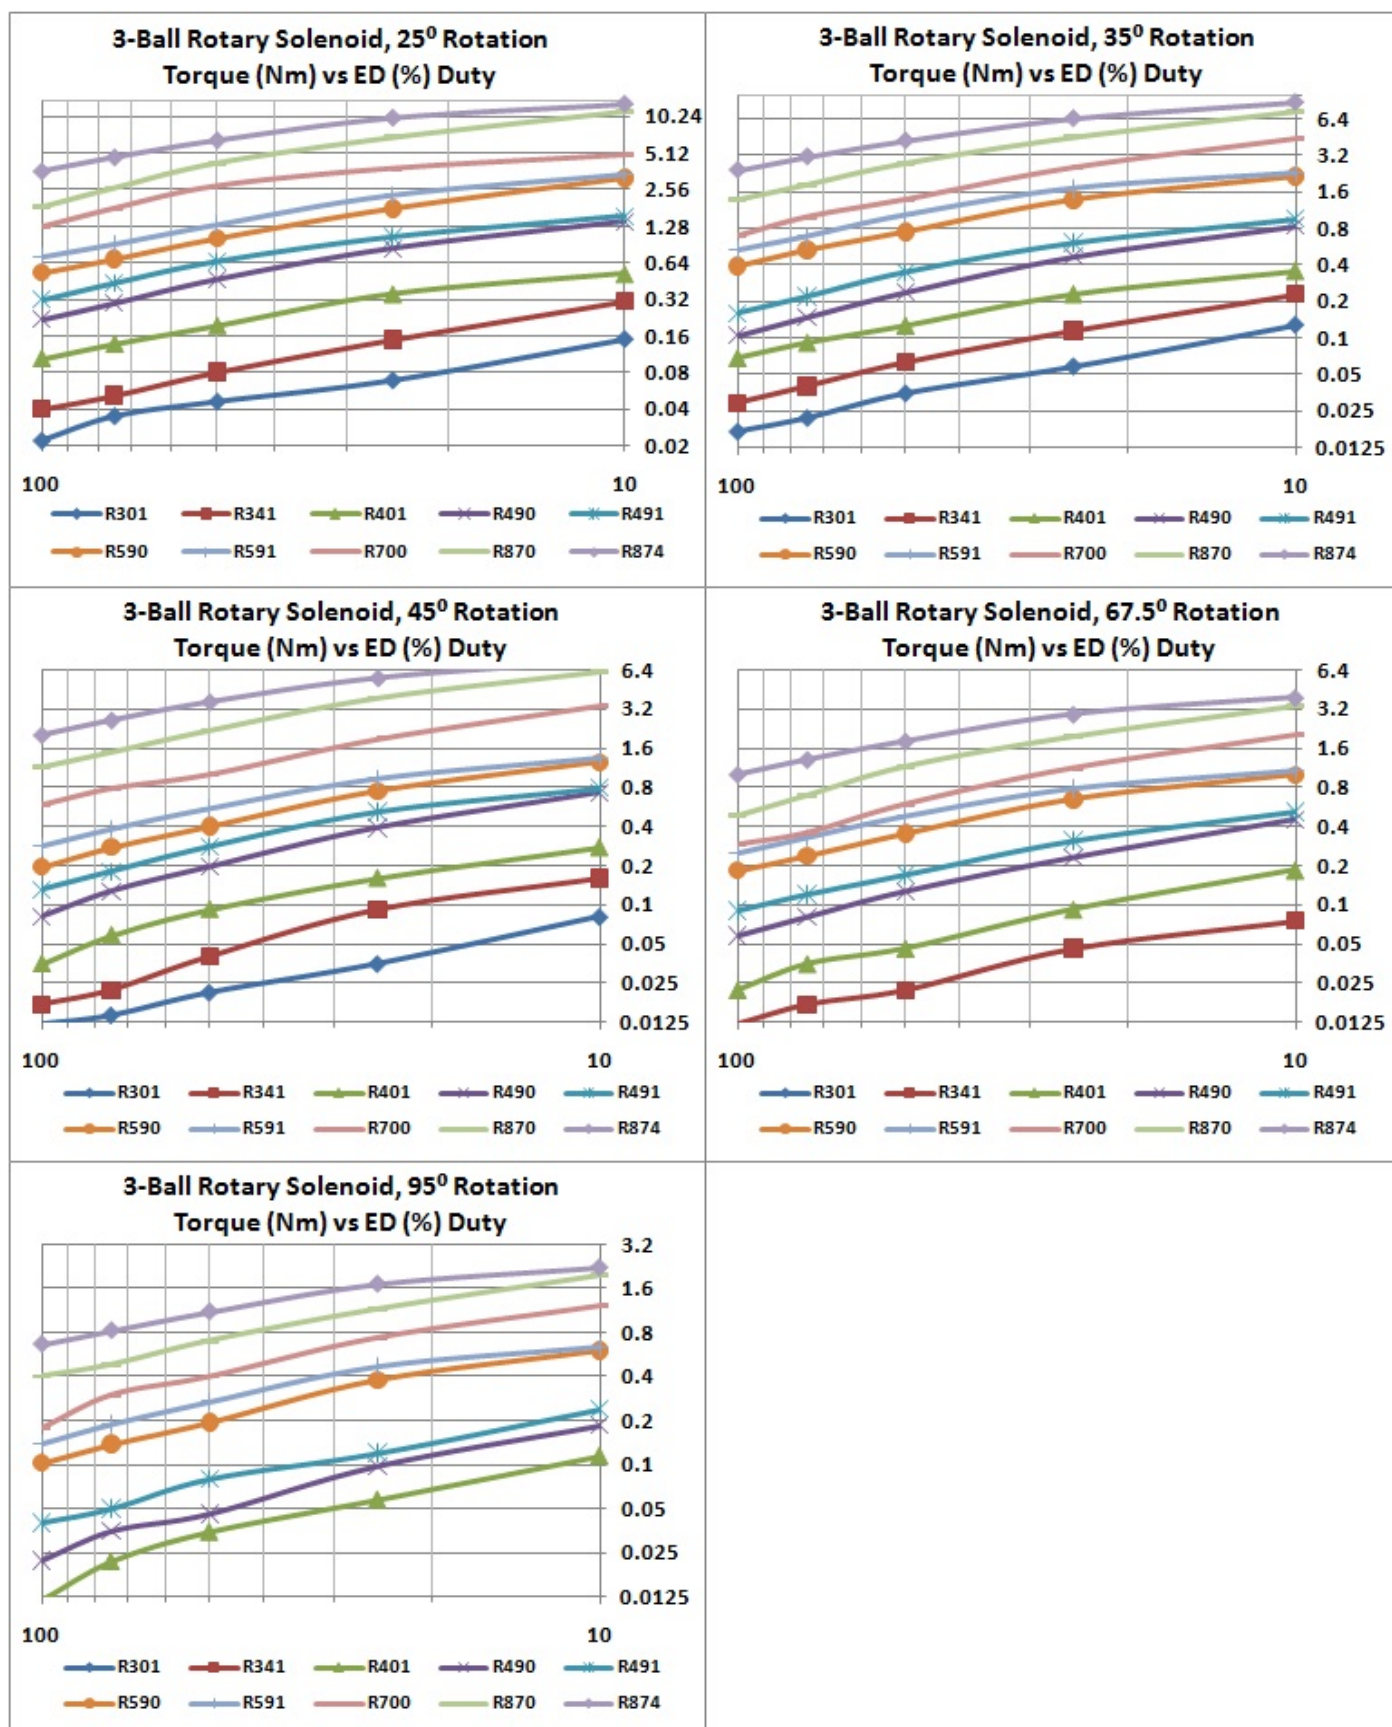 3-Ball Rotary Solenoid, 25⁰ Rotation
Torque (Nm) vs ED (%) Duty
10.24
5.12
2.56
1.28
0.64
0.32
0.16
0.08
0.04
0.02
100 10
R301 R341 R401 R490 R491
R590 R591 R700 R870 R874
3-Ball Rotary Solenoid, 35⁰ Rotation
Torque (Nm) vs ED (%) Duty
6.4
3.2
1.6
0.8
0.4
0.2
0.1
0.05
0.025
0.0125
100 10
R301 R341 R401 R490 R491
R590 R591 R700 R870 R874
3-Ball Rotary Solenoid, 45⁰ Rotation
Torque (Nm) vs ED (%) Duty
6.4
3.2
1.6
0.8
0.4
0.2
0.1
0.05
0.025
0.0125
100 10
R301 R341 R401 R490 R491
R590 R591 R700 R870 R874
3-Ball Rotary Solenoid, 67.5⁰ Rotation
Torque (Nm) vs ED (%) Duty
6.4
3.2
1.6
0.8
0.4
0.2
0.1
0.05
0.025
0.0125
100 10
R301 R341 R401 R490 R491
R590 R591 R700 R870 R874
3-Ball Rotary Solenoid, 95⁰ Rotation
Torque (Nm) vs ED (%) Duty
3.2
1.6
0.8
0.4
0.2
0.1
0.05
0.025
0.0125
100 10
R301 R341 R401 R490 R491
R590 R591 R700 R870 R874